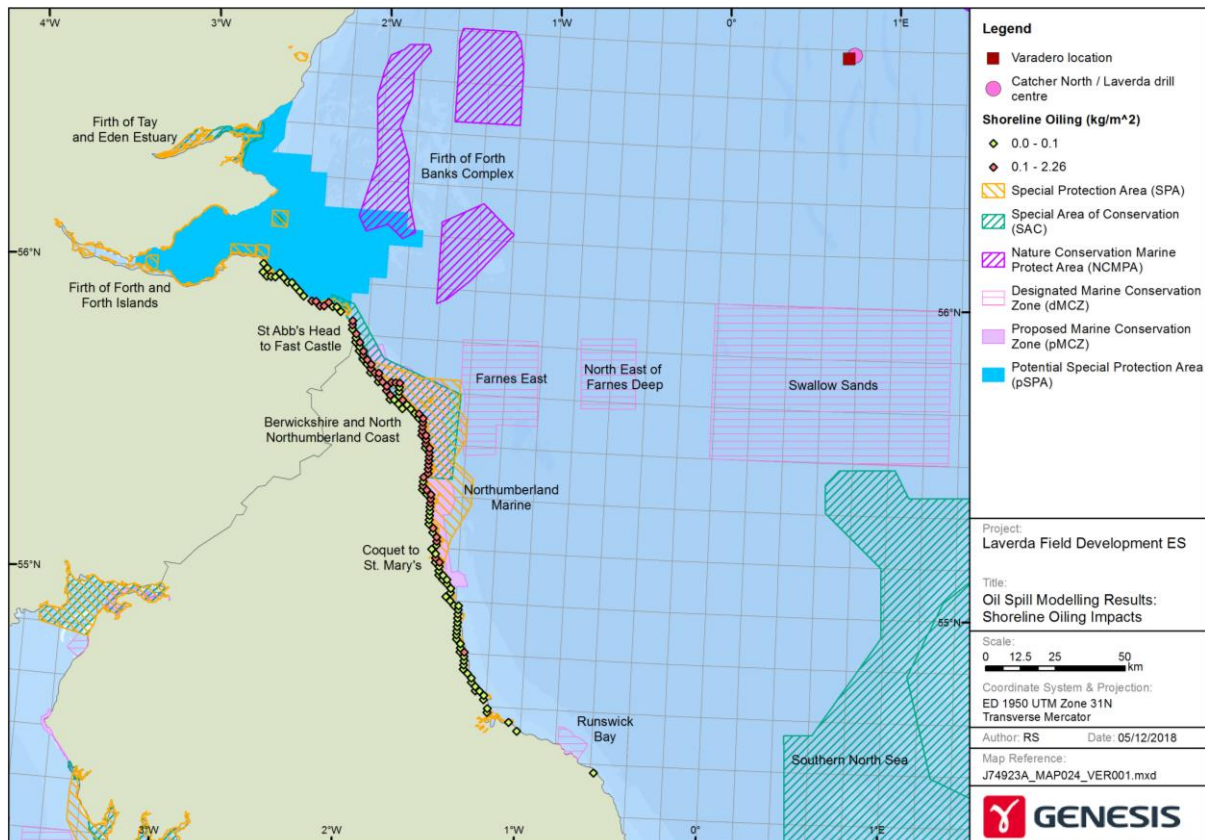 4°W
3°W
2°W
1°W
0°
1°E
Firth of Tay
and Eden Estuary
Firth of Forth
Banks Complex
56°N
Firth of Forth and
Forth Islands
St Abb's Head
to Fast Castle
56°N
Farnes East
North East of
Farnes Deep
Swallow Sands
Berwickshire and North
Northumberland Coast
Northumberland
Marine
Coquet to
St. Mary's
55°N
55°N
Runswick
Bay
Southern North Sea
3°W
2°W
1°W
0°
1°E
Legend
Varadero location
Catcher North / Laverda drill
centre
Shoreline Oiling (kg/m^2)
0.0 - 0.1
0.1 - 2.26
Special Protection Area (SPA)
Special Area of Conservation
(SAC)
Nature Conservation Marine
Protect Area (NCMPA)
Designated Marine Conservation
Zone (dMCZ)
Proposed Marine Conservation
Zone (pMCZ)
Potential Special Protection Area
(pSPA)
Project:
Laverda Field Development ES
Title:
Oil Spill Modelling Results:
Shoreline Oiling Impacts
Scale:
0 12.5 25 50
km
Coordinate System & Projection:
ED 1950 UTM Zone 31N
Transverse Mercator
Author: RS Date: 05/12/2018
Map Reference:
J74923A_MAP024_VER001.mxd
GENESIS